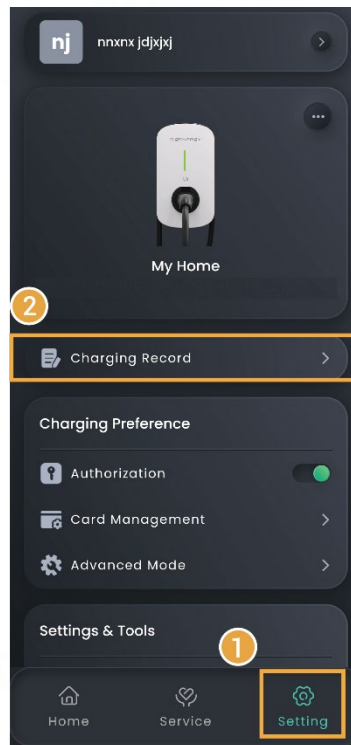 nj
nnxnx jdjxjxj
My Home
2
Charging Record
Charging Preference
Authorization
Card Management
Advanced Mode
Settings & Tools
1
Home
Service
Setting